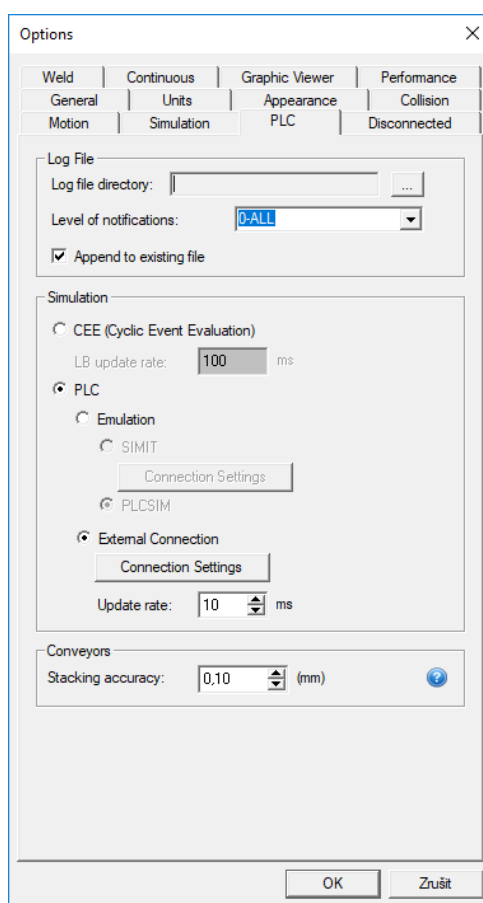 Options
Weld Continuous Graphic Viewer Performance
General Units Appearance Collision
Motion Simulation PLC Disconnected
Log File
Log file directory: ...
Level of notifications: 0-ALL
Append to existing file
Simulation
CEE (Cyclic Event Evaluation)
LB update rate: 100 ms
PLC
Emulation
SIMIT
Connection Settings
PLCSIM
External Connection
Connection Settings
Update rate: 10 ms
Conveyors
Stacking accuracy: 0,10 (mm) ?
OK Zrušit